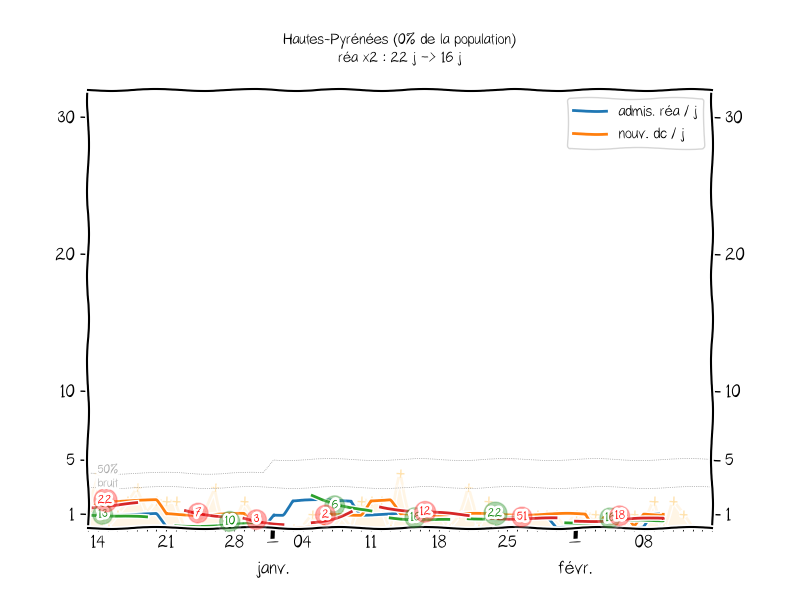 Hautes-Pyrénées (0% de la population)
réa x2 : 22 j -> 16 j
admis. réa / j
nouv. dc / j
30 30
20 20
10 10
5 5
1 1
50%
bruit
22 13 7 10 3 2 6 12 22 51 18
14 21 28 04 11 18 25 08
janv. févr.